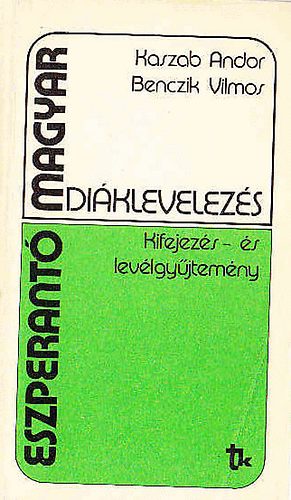 Kaszab Andor
Benczik Vilmos
ESZPERANTÓ MAGYAR
DIÁKLEVELEZÉS
Kifejezés- és
levélgyűjtemény
tk